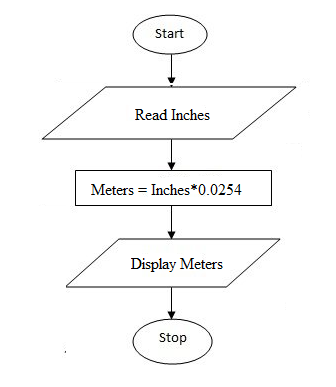 Start
Read Inches
Meters = Inches*0.0254
Display Meters
Stop